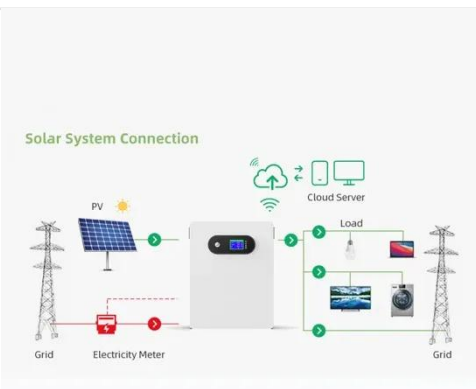 Solar System Connection
Cloud Server
PV
Load
Grid
Electricity Meter
Grid